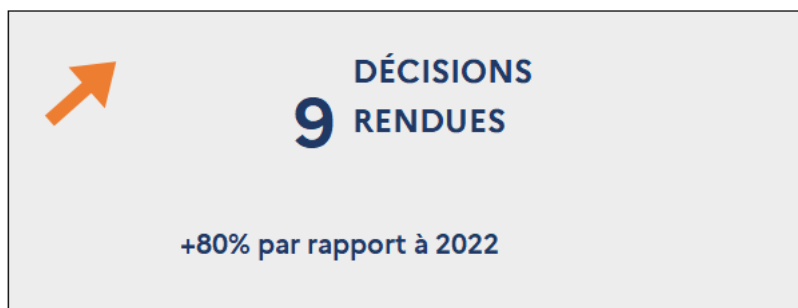 DÉCISIONS
9 RENDUES
+80% par rapport à 2022